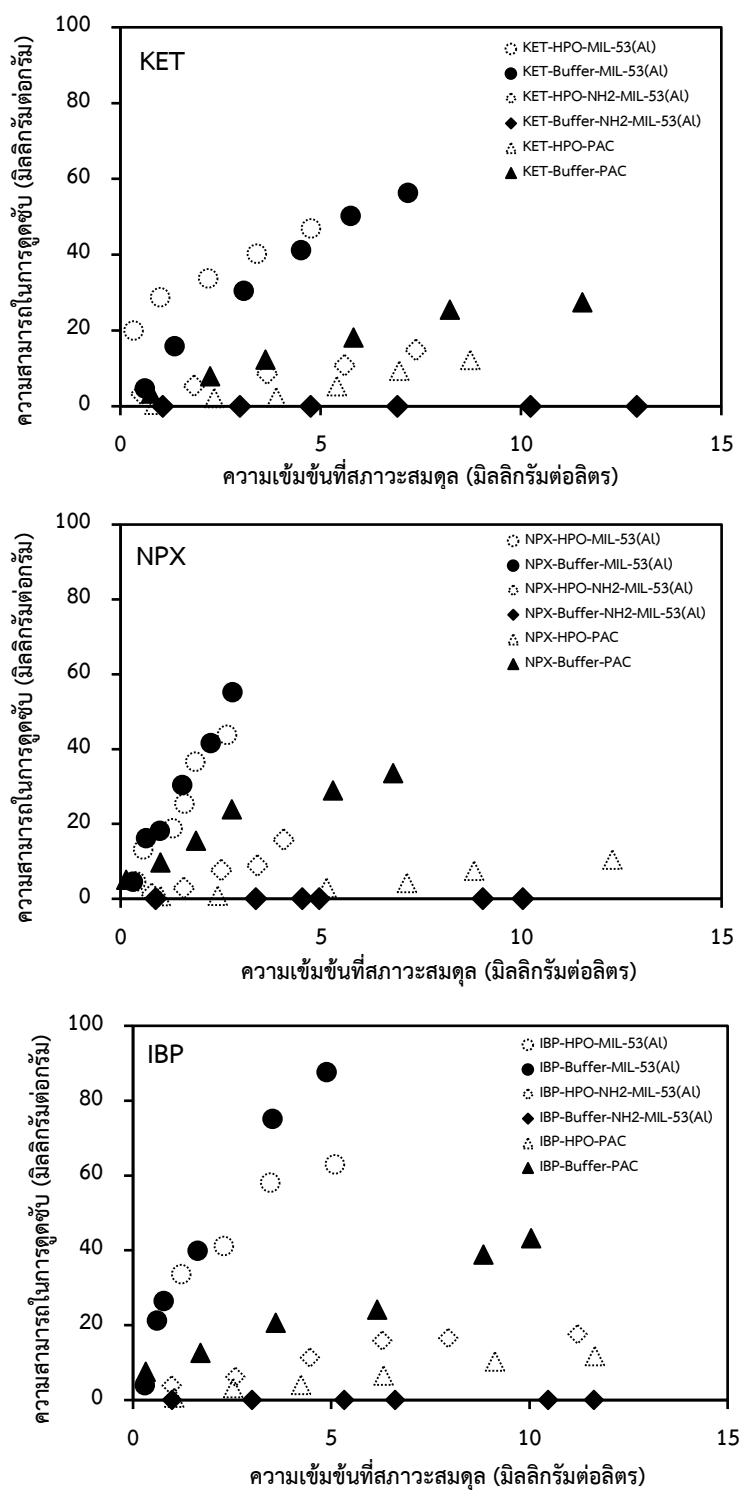 100
80
60
40
20
0
0
5
10
15
KET
KET-HPO-MIL-53(Al)
KET-Buffer-MIL-53(Al)
KET-HPO-NH2-MIL-53(Al)
KET-Buffer-NH2-MIL-53(Al)
KET-HPO-PAC
KET-Buffer-PAC
ความสามารถในการดูดซับ (มิลลิกรัมต่อกรัม)
ความเข้มข้นที่สภาวะสมดุล (มิลลิกรัมต่อลิตร)
100
80
60
40
20
0
0
5
10
15
NPX
NPX-HPO-MIL-53(Al)
NPX-Buffer-MIL-53(Al)
NPX-HPO-NH2-MIL-53(Al)
NPX-Buffer-NH2-MIL-53(Al)
NPX-HPO-PAC
NPX-Buffer-PAC
ความสามารถในการดูดซับ (มิลลิกรัมต่อกรัม)
ความเข้มข้นที่สภาวะสมดุล (มิลลิกรัมต่อลิตร)
100
80
60
40
20
0
0
5
10
15
IBP
IBP-HPO-MIL-53(Al)
IBP-Buffer-MIL-53(Al)
IBP-HPO-NH2-MIL-53(Al)
IBP-Buffer-NH2-MIL-53(Al)
IBP-HPO-PAC
IBP-Buffer-PAC
ความสามารถในการดูดซับ (มิลลิกรัมต่อกรัม)
ความเข้มข้นที่สภาวะสมดุล (มิลลิกรัมต่อลิตร)